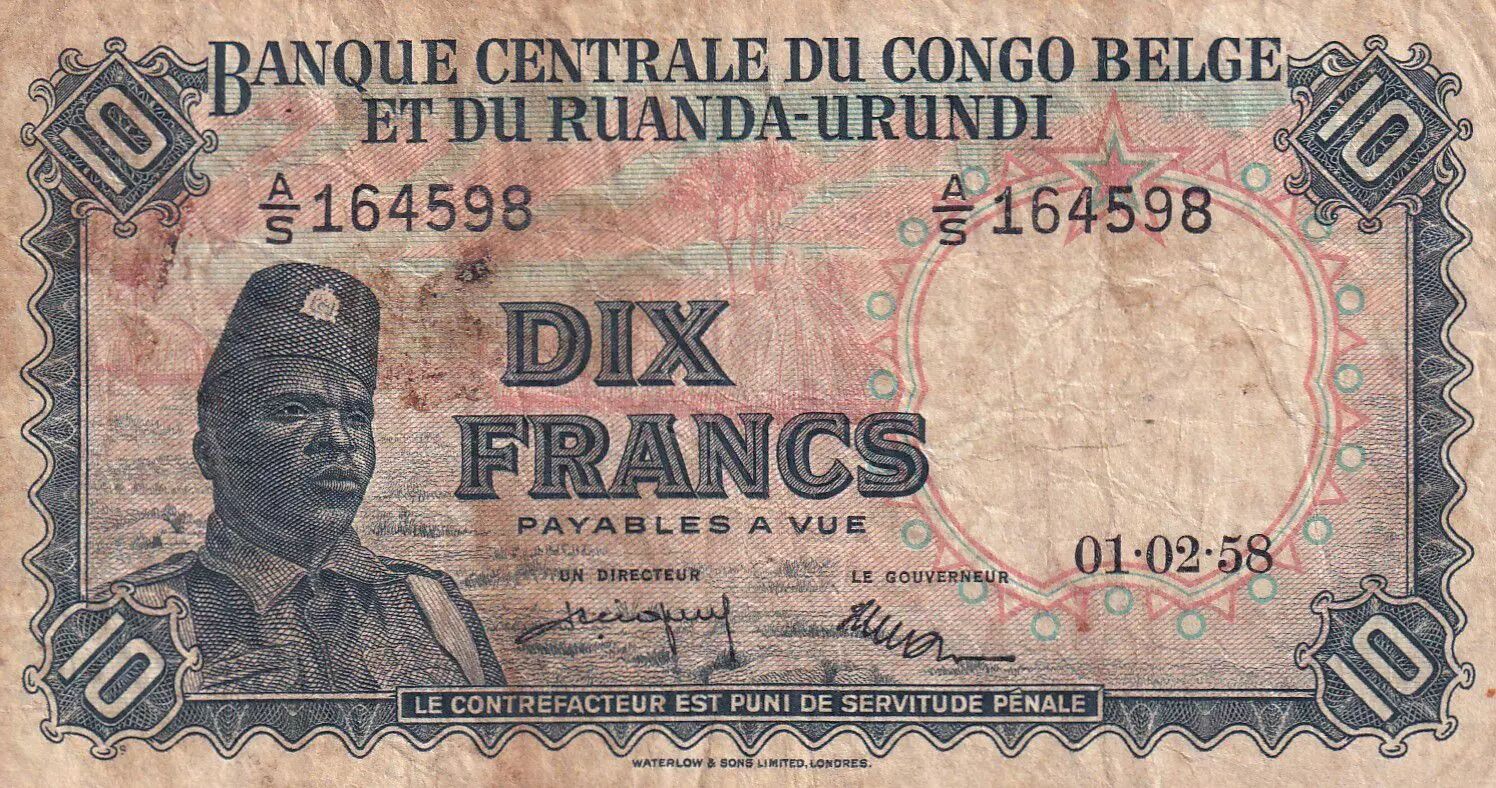 10 10
BANQUE CENTRALE DU CONGO BELGE
ET DU RUANDA-URUNDI
A/S 164598 A/S 164598
DIX
FRANCS
PAYABLES A VUE
01·02·58
UN DIRECTEUR LE GOUVERNEUR
10 10
LE CONTREFACTEUR EST PUNI DE SERVITUDE PÉNALE
WATERLOW & SONS LIMITED, LONDRES.